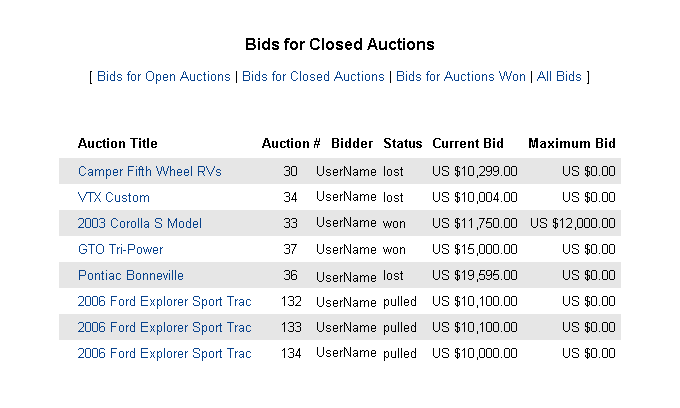 Bids for Closed Auctions
[ Bids for Open Auctions | Bids for Closed Auctions | Bids for Auctions Won | All Bids ]
Auction Title Auction # Bidder Status Current Bid Maximum Bid
Camper Fifth Wheel RVs 30 UserName lost US $10,299.00 US $0.00
VTX Custom 34 UserName lost US $10,004.00 US $0.00
2003 Corolla S Model 33 UserName won US $11,750.00 US $12,000.00
GTO Tri-Power 37 UserName won US $15,000.00 US $0.00
Pontiac Bonneville 36 UserName lost US $19,595.00 US $0.00
2006 Ford Explorer Sport Trac 132 UserName pulled US $10,100.00 US $0.00
2006 Ford Explorer Sport Trac 133 UserName pulled US $10,100.00 US $0.00
2006 Ford Explorer Sport Trac 134 UserName pulled US $10,000.00 US $0.00